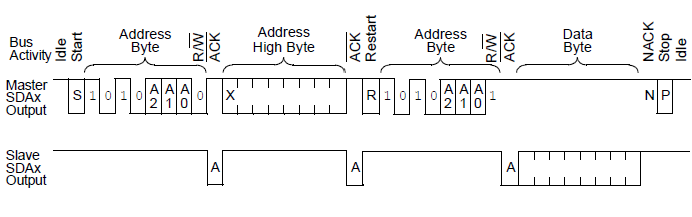 Bus
Activity
Idle
Start
Address
Byte
R/W
ACK
Address
High Byte
ACK
Restart
Address
Byte
R/W
ACK
Data
Byte
NACK
Stop
Idle
Master
SDAx
Output
S 1 0 1 0 A2 A1 A0 0 X R 1 0 1 0 A2 A1 A0 1 N P
Slave
SDAx
Output
A A A